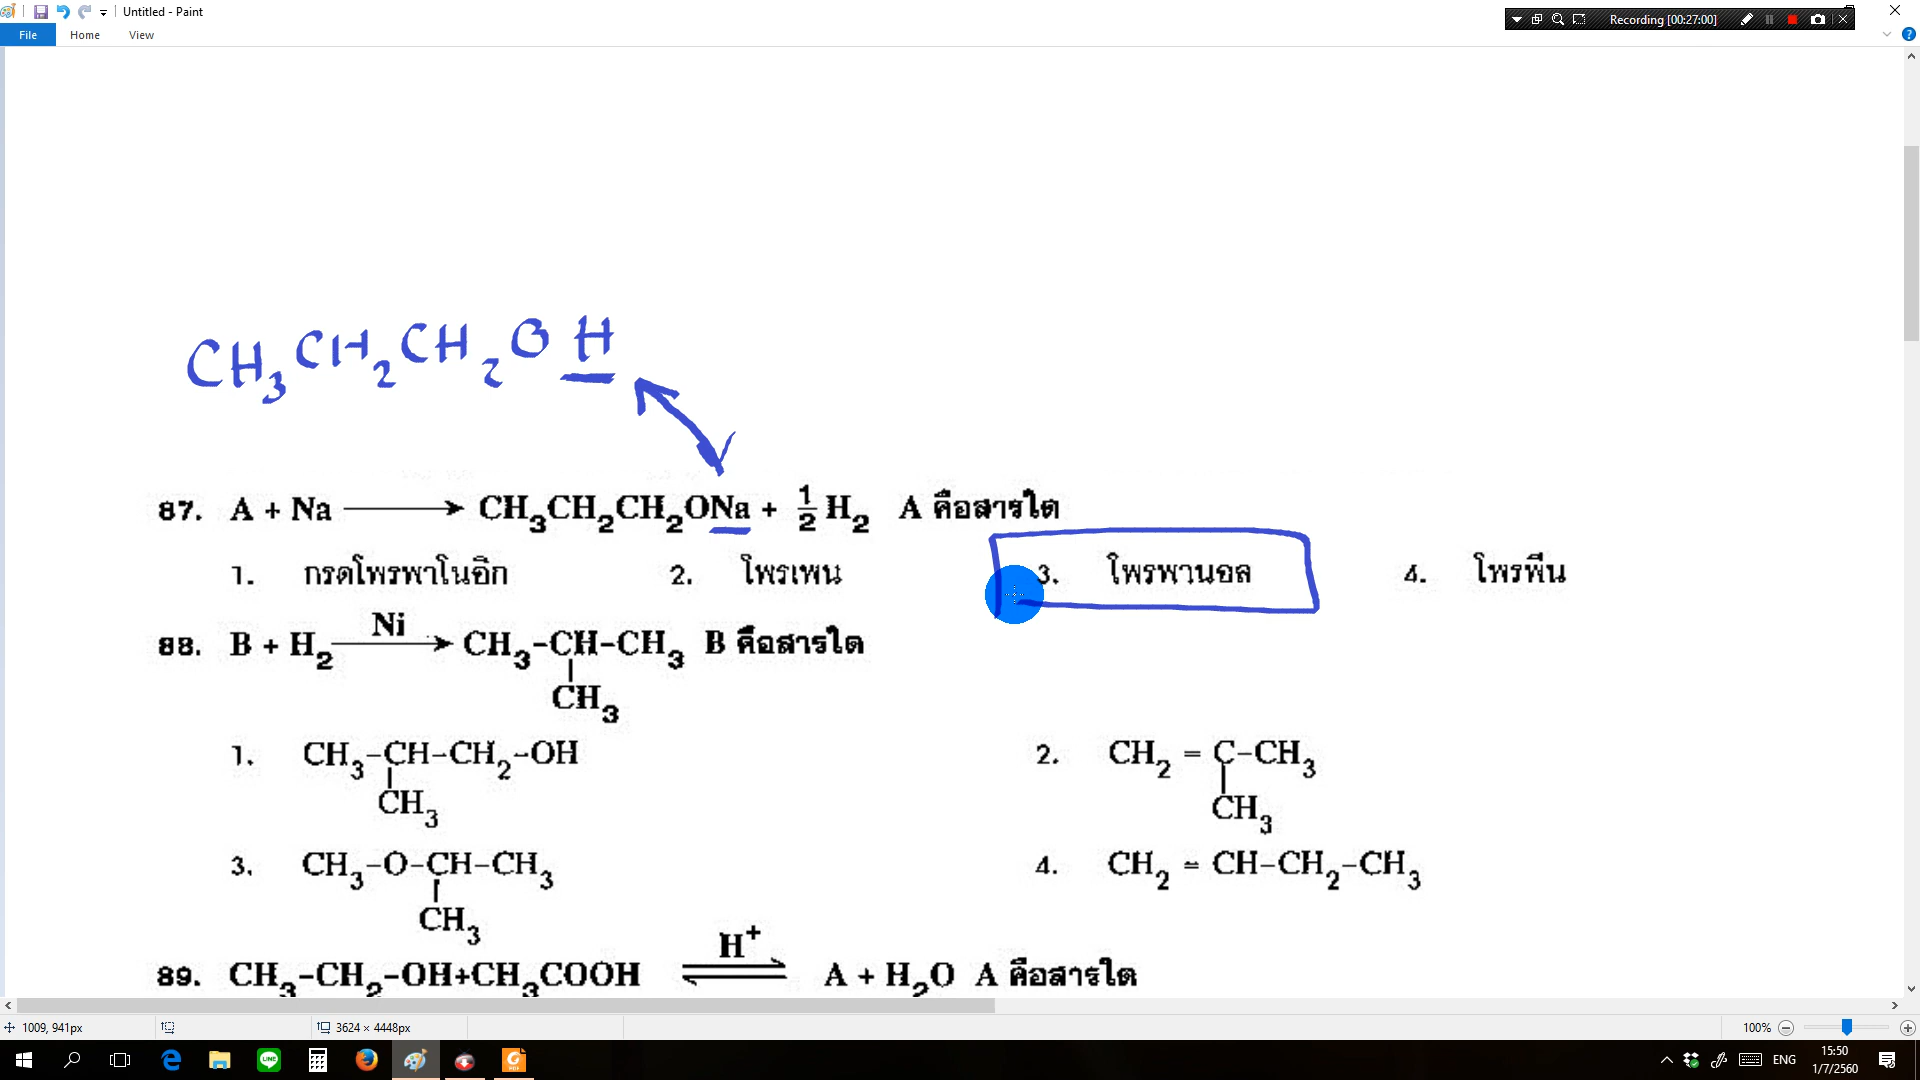 Untitled - Paint
Recording [00:27:00]
File Home View
CH3CH2CH2OH
87. A + Na ⟶ CH3CH2CH2ONa + 1/2 H2 A คือสารใด
1. กรดโพรพาโนอิก 2. โพรเพน 3. โพรพานอล 4. โพรพีน
88. B + H2 Ni⟶ CH3-CH-CH3 B คือสารใด
CH3
1. CH3-CH-CH2-OH 2. CH2 = C-CH3
CH3 CH3
3. CH3-O-CH-CH3 4. CH2 = CH-CH2-CH3
CH3
H+
89. CH3-CH2-OH+CH3COOH ⇌ A + H2O A คือสารใด
1009, 941px 3624 × 4448px 100%
LINE PDF ENG 15:50
1/7/2560